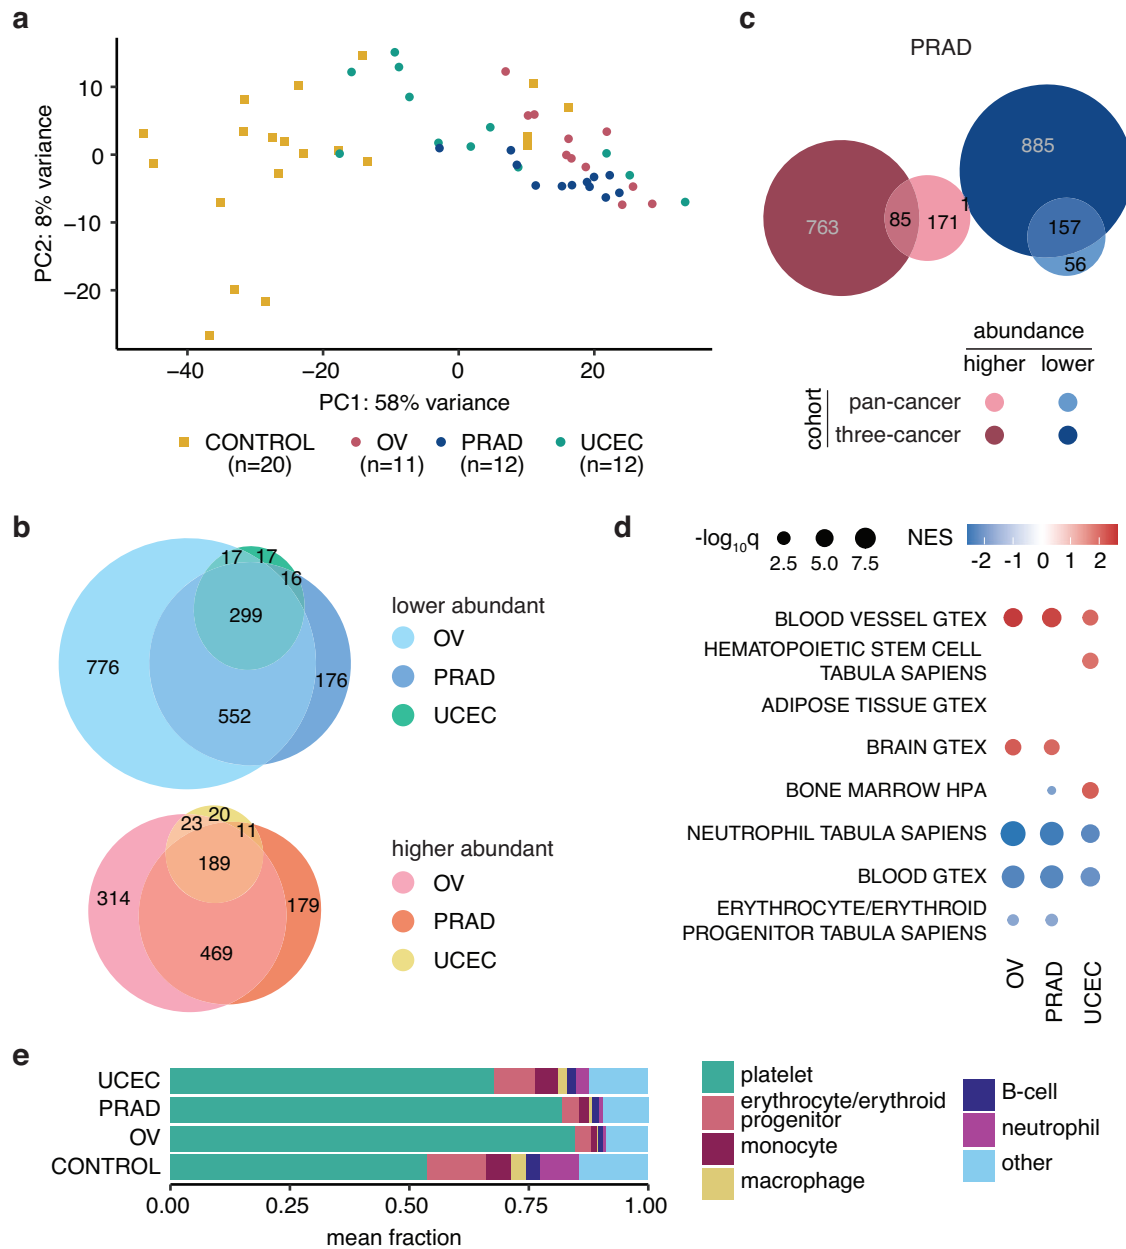 a
PC2: 8% variance
10
0
−10
−20
−40
−20
0
20
PC1: 58% variance
CONTROL
(n=20)
OV
(n=11)
PRAD
(n=12)
UCEC
(n=12)
c
PRAD
763
85
171
1
885
157
56
abundance
higher lower
cohort
pan-cancer
three-cancer
b
17
17
16
299
776
176
552
lower abundant
OV
PRAD
UCEC
20
23
11
189
314
179
469
higher abundant
OV
PRAD
UCEC
d
-log10q
2.5 5.0 7.5
NES
-2 -1 0 1 2
BLOOD VESSEL GTEX
HEMATOPOIETIC STEM CELL
TABULA SAPIENS
ADIPOSE TISSUE GTEX
BRAIN GTEX
BONE MARROW HPA
NEUTROPHIL TABULA SAPIENS
BLOOD GTEX
ERYTHROCYTE/ERYTHROID
PROGENITOR TABULA SAPIENS
OV
PRAD
UCEC
e
UCEC
PRAD
OV
CONTROL
0.00 0.25 0.50 0.75 1.00
mean fraction
platelet
erythrocyte/erythroid
progenitor
monocyte
macrophage
B-cell
neutrophil
other